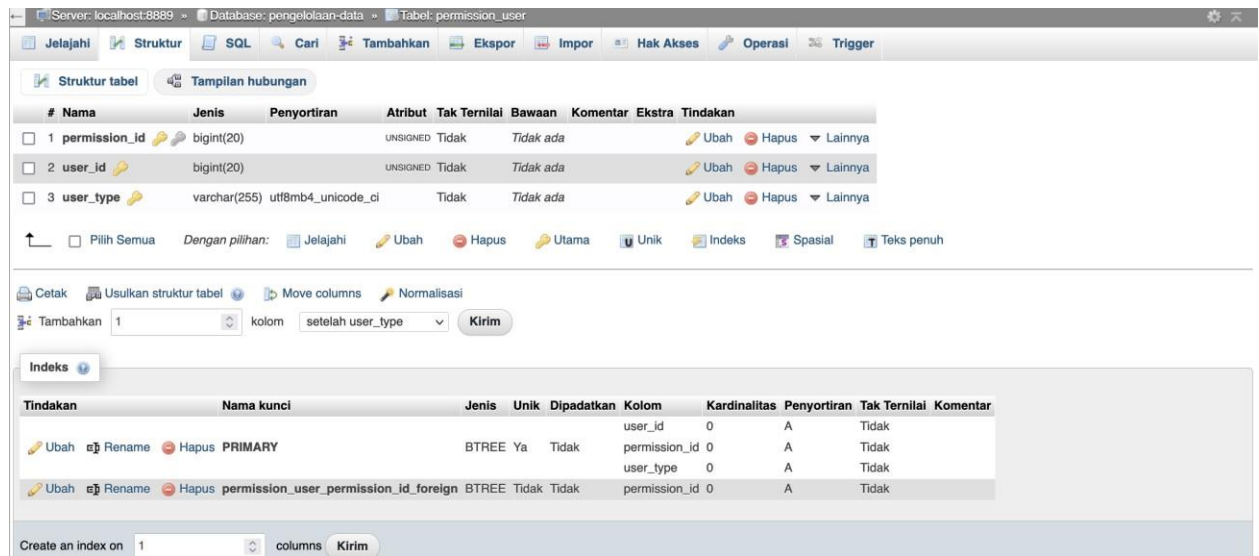 Server: localhost:8889 » Database: pengelolaan-data » Tabel: permission_user
Jelajahi Struktur SQL Cari Tambahkan Ekspor Impor Hak Akses Operasi Trigger
Struktur tabel Tampilan hubungan
# Nama Jenis Penyortiran Atribut Tak Ternilai Bawaan Komentar Ekstra Tindakan
1 permission_id bigint(20) UNSIGNED Tidak Tidak ada Ubah Hapus Lainnya
2 user_id bigint(20) UNSIGNED Tidak Tidak ada Ubah Hapus Lainnya
3 user_type varchar(255) utf8mb4_unicode_ci Tidak Tidak ada Ubah Hapus Lainnya
Pilih Semua Dengan pilihan: Jelajahi Ubah Hapus Utama U Unik Indeks S Spasial T Teks penuh
Cetak Usulkan struktur tabel Move columns Normalisasi
Tambahkan 1 kolom setelah user_type Kirim
Indeks
Tindakan Nama kunci Jenis Unik Dipadatkan Kolom Kardinalitas Penyortiran Tak Ternilai Komentar
user_id 0 A Tidak
Ubah Rename Hapus PRIMARY BTREE Ya Tidak permission_id 0 A Tidak
user_type 0 A Tidak
Ubah Rename Hapus permission_user_permission_id_foreign BTREE Tidak Tidak permission_id 0 A Tidak
Create an index on 1 columns Kirim